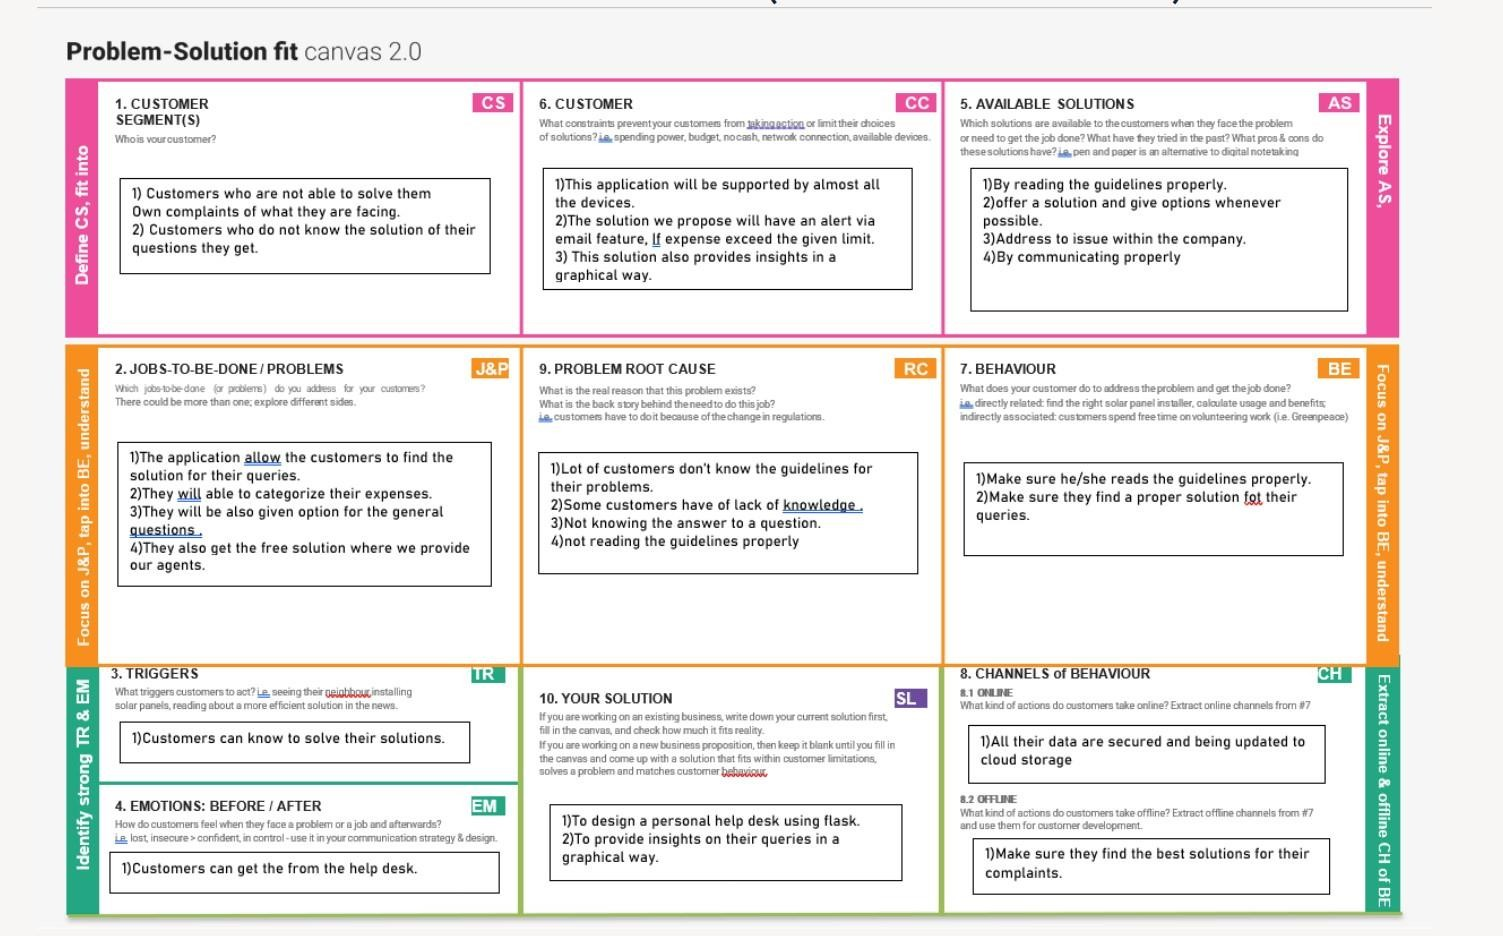 Problem-Solution fit canvas 2.0
Define CS, fit into
1. CUSTOMER
SEGMENT(S)
CS
Who is your customer?
1) Customers who are not able to solve them
Own complaints of what they are facing.
2) Customers who do not know the solution of their
questions they get.
6. CUSTOMER
CC
What constraints prevent your customers from taking action or limit their choices
of solutions? i.e. spending power, budget, no cash, network connection, available devices.
1)This application will be supported by almost all
the devices.
2)The solution we propose will have an alert via
email feature, If expense exceed the given limit.
3) This solution also provides insights in a
graphical way.
5. AVAILABLE SOLUTIONS
AS
Which solutions are available to the customers when they face the problem
or need to get the job done? What have they tried in the past? What pros & cons do
these solutions have? i.e. pen and paper is an alternative to digital notetaking
1)By reading the guidelines properly.
2)offer a solution and give options whenever
possible.
3)Address to issue within the company.
4)By communicating properly
Explore AS,
Focus on J&P, tap into BE, understand
2. JOBS-TO-BE-DONE / PROBLEMS
J&P
Which jobs-to-be-done (or problems) do you address for your customers?
There could be more than one; explore different sides.
1)The application allow the customers to find the
solution for their queries.
2)They will able to categorize their expenses.
3)They will be also given option for the general
questions .
4)They also get the free solution where we provide
our agents.
9. PROBLEM ROOT CAUSE
RC
What is the real reason that this problem exists?
What is the back story behind the need to do this job?
i.e. customers have to do it because of the change in regulations.
1)Lot of customers don't know the guidelines for
their problems.
2)Some customers have of lack of knowledge .
3)Not knowing the answer to a question.
4)not reading the guidelines properly
7. BEHAVIOUR
BE
What does your customer do to address the problem and get the job done?
i.e. directly related: find the right solar panel installer, calculate usage and benefits;
indirectly associated: customers spend free time on volunteering work (i.e. Greenpeace)
1)Make sure he/she reads the guidelines properly.
2)Make sure they find a proper solution fot their
queries.
Focus on J&P, tap into BE, understand
Identify strong TR & EM
3. TRIGGERS
TR
What triggers customers to act? i.e. seeing their neighbour installing
solar panels, reading about a more efficient solution in the news.
1)Customers can know to solve their solutions.
4. EMOTIONS: BEFORE / AFTER
EM
How do customers feel when they face a problem or a job and afterwards?
i.e. lost, insecure > confident, in control - use it in your communication strategy & design.
1)Customers can get the from the help desk.
10. YOUR SOLUTION
SL
If you are working on an existing business, write down your current solution first,
fill in the canvas, and check how much it fits reality.
If you are working on a new business proposition, then keep it blank until you fill in
the canvas and come up with a solution that fits within customer limitations,
solves a problem and matches customer behaviour.
1)To design a personal help desk using flask.
2)To provide insights on their queries in a
graphical way.
8. CHANNELS of BEHAVIOUR
CH
8.1 ONLINE
What kind of actions do customers take online? Extract online channels from #7
1)All their data are secured and being updated to
cloud storage
8.2 OFFLINE
What kind of actions do customers take offline? Extract offline channels from #7
and use them for customer development.
1)Make sure they find the best solutions for their
complaints.
Extract online & offline CH of BE